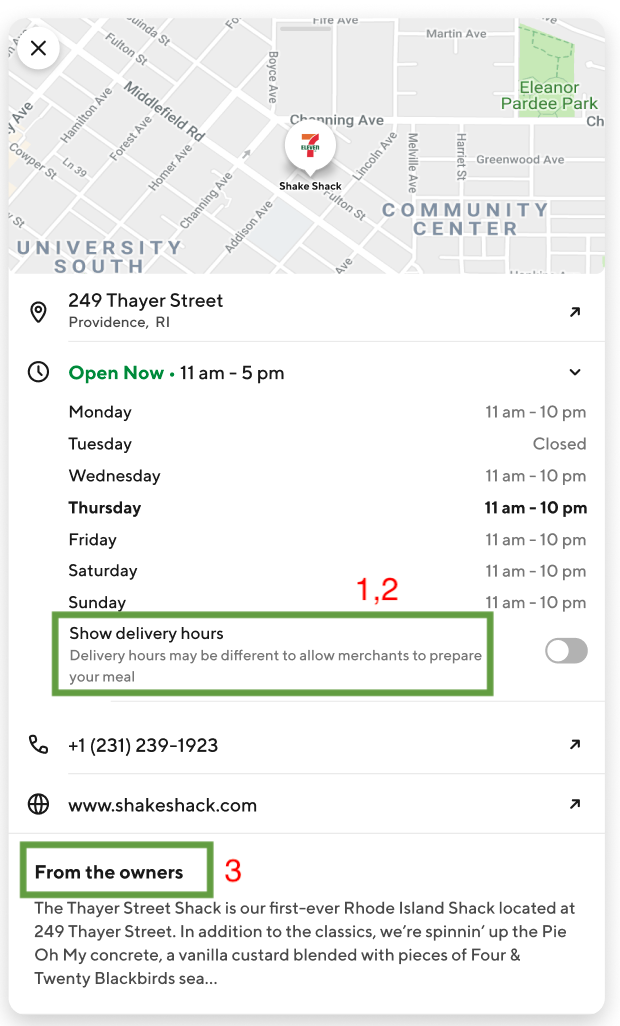 Fife Ave
Martin Ave
Fulton St
Boyce Ave
Middlefield Rd
Eleanor
Pardee Park
Hamilton Ave
Channing Ave
Ch
Forest Ave
Homer Ave
Cowper St
Ln 39
7
ELEVEN
Lincoln Ave
Melville Ave
Harriet St
Greenwood Ave
Shake Shack
Channing Ave
Fulton St
Addison Ave
COMMUNITY
CENTER
UNIVERSITY
SOUTH
Ave
249 Thayer Street
Providence, RI
Open Now • 11 am - 5 pm
Monday 11 am - 10 pm
Tuesday Closed
Wednesday 11 am - 10 pm
Thursday 11 am - 10 pm
Friday 11 am - 10 pm
Saturday 11 am - 10 pm
1,2
Sunday 11 am - 10 pm
Show delivery hours
Delivery hours may be different to allow merchants to prepare
your meal
+1 (231) 239-1923
www.shakeshack.com
From the owners 3
The Thayer Street Shack is our first-ever Rhode Island Shack located at
249 Thayer Street. In addition to the classics, we’re spinnin’ up the Pie
Oh My concrete, a vanilla custard blended with pieces of Four &
Twenty Blackbirds sea...